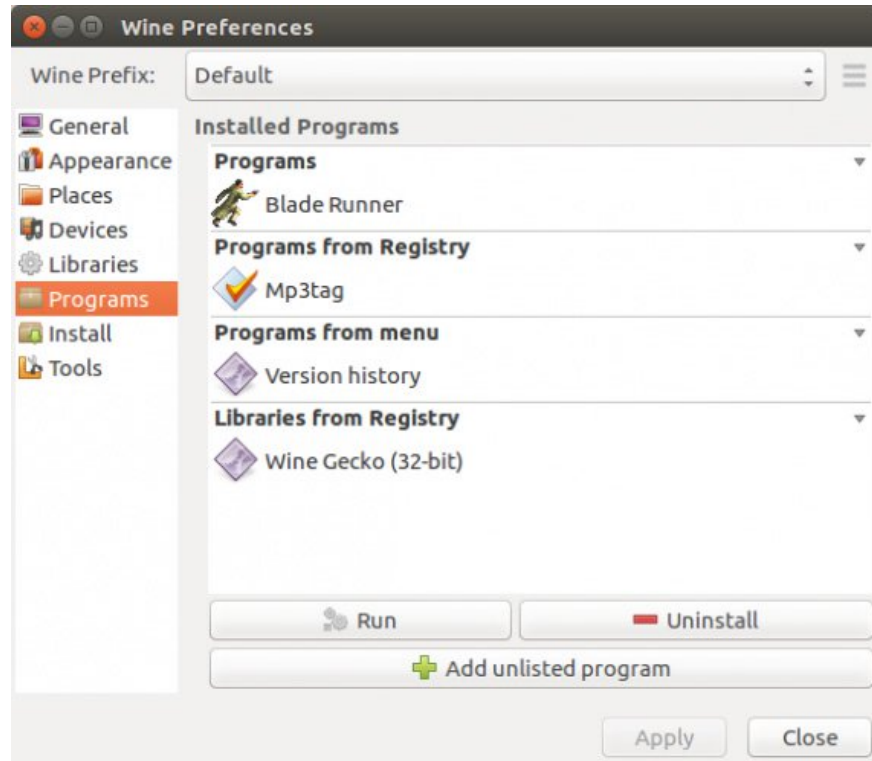 Wine Preferences
Wine Prefix: Default
General
Appearance
Places
Devices
Libraries
Programs
Install
Tools
Installed Programs
Programs
Blade Runner
Programs from Registry
Mp3tag
Programs from menu
Version history
Libraries from Registry
Wine Gecko (32-bit)
Run Uninstall
Add unlisted program
Apply Close